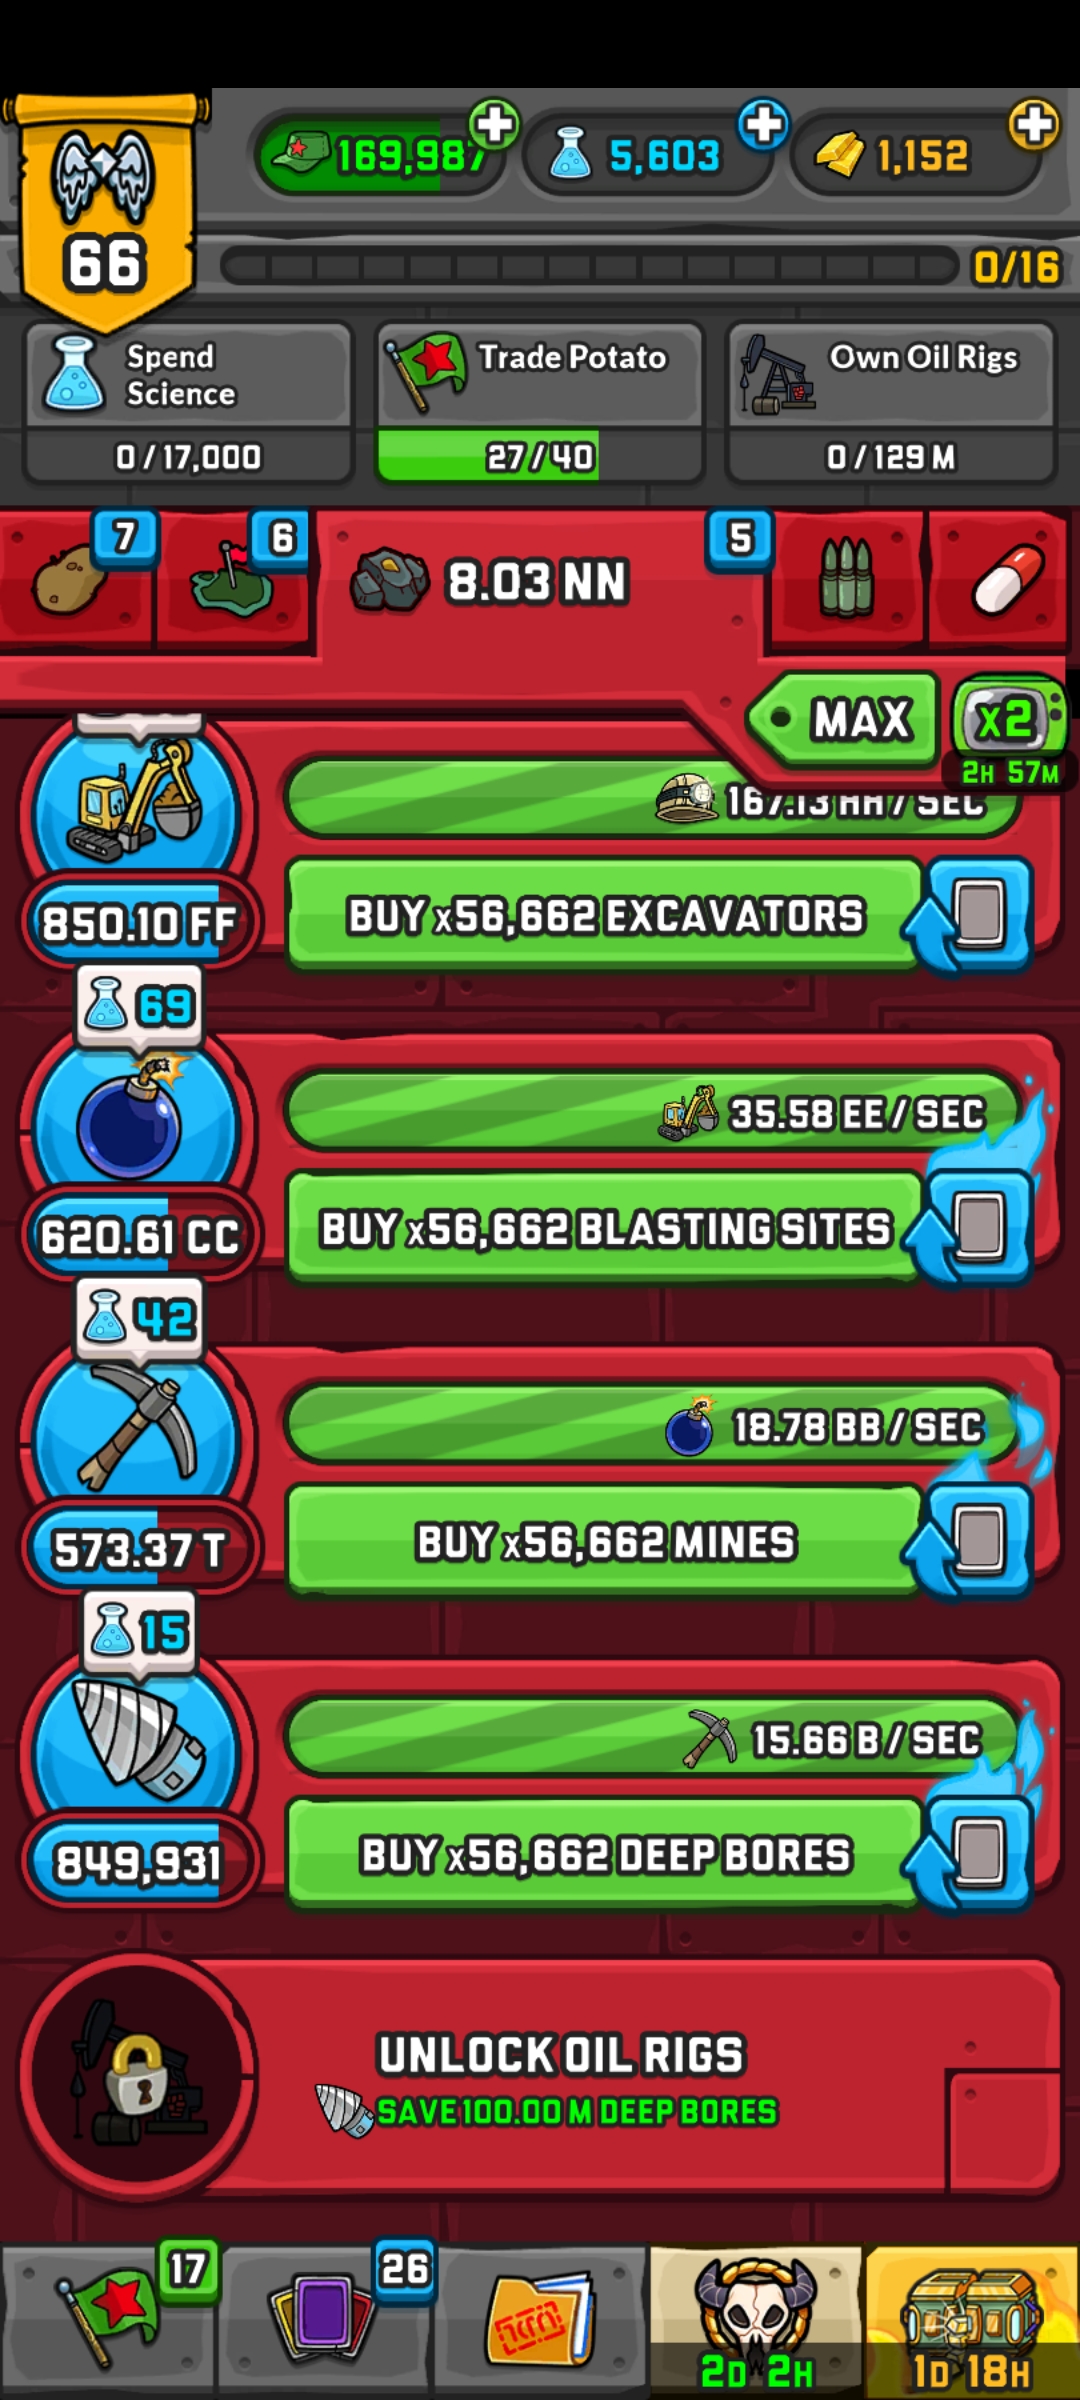 169,987
5,603
1,152
66
0/16
Spend
Science
Trade Potato
Own Oil Rigs
0 / 17,000
27 / 40
0 / 129 M
7
6
8.03 NN
5
MAX
x2
2H 57M
167.13 HH / SEC
BUY x56,662 EXCAVATORS
850.10 FF
69
35.58 EE / SEC
BUY x56,662 BLASTING SITES
620.61 CC
42
18.78 BB / SEC
BUY x56,662 MINES
573.37 T
15
15.66 B / SEC
BUY x56,662 DEEP BORES
849,931
UNLOCK OIL RIGS
SAVE 100.00 M DEEP BORES
17
26
2D 2H
1D 18H